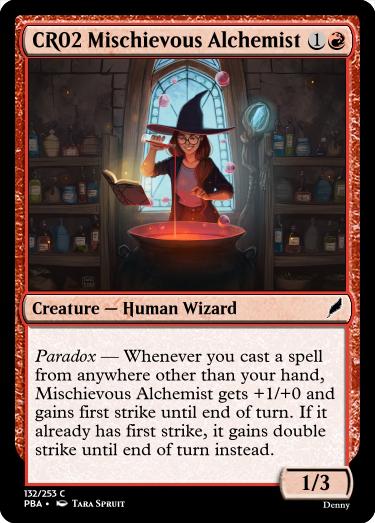 CR02 Mischievous Alchemist 1
Creature — Human Wizard
Paradox — Whenever you cast a spell
from anywhere other than your hand,
Mischievous Alchemist gets +1/+0 and
gains first strike until end of turn. If it
already has first strike, it gains double
strike until end of turn instead.
1/3
132/253 C
PBA • Tara Spruit
Denny